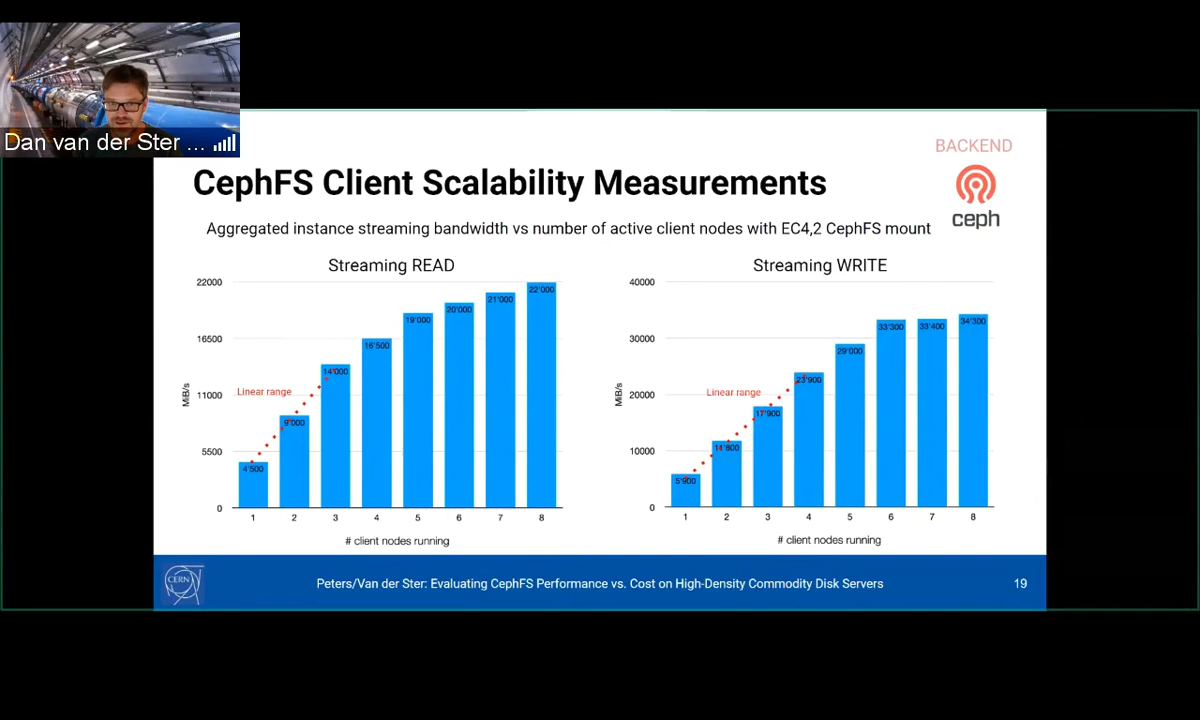 Dan van der Ster ...
BACKEND
ceph
CephFS Client Scalability Measurements
Aggregated instance streaming bandwidth vs number of active client nodes with EC4,2 CephFS mount
Streaming READ
22000
16500
11000
5500
0
MiB/s
Linear range
4'500
9'000
14'000
16'500
19'000
20'000
21'000
22'000
1 2 3 4 5 6 7 8
# client nodes running
Streaming WRITE
40000
30000
20000
10000
0
MiB/s
Linear range
5'900
11'800
17'900
23'900
29'000
33'300
33'400
34'300
1 2 3 4 5 6 7 8
# client nodes running
CERN
Peters/Van der Ster: Evaluating CephFS Performance vs. Cost on High-Density Commodity Disk Servers
19